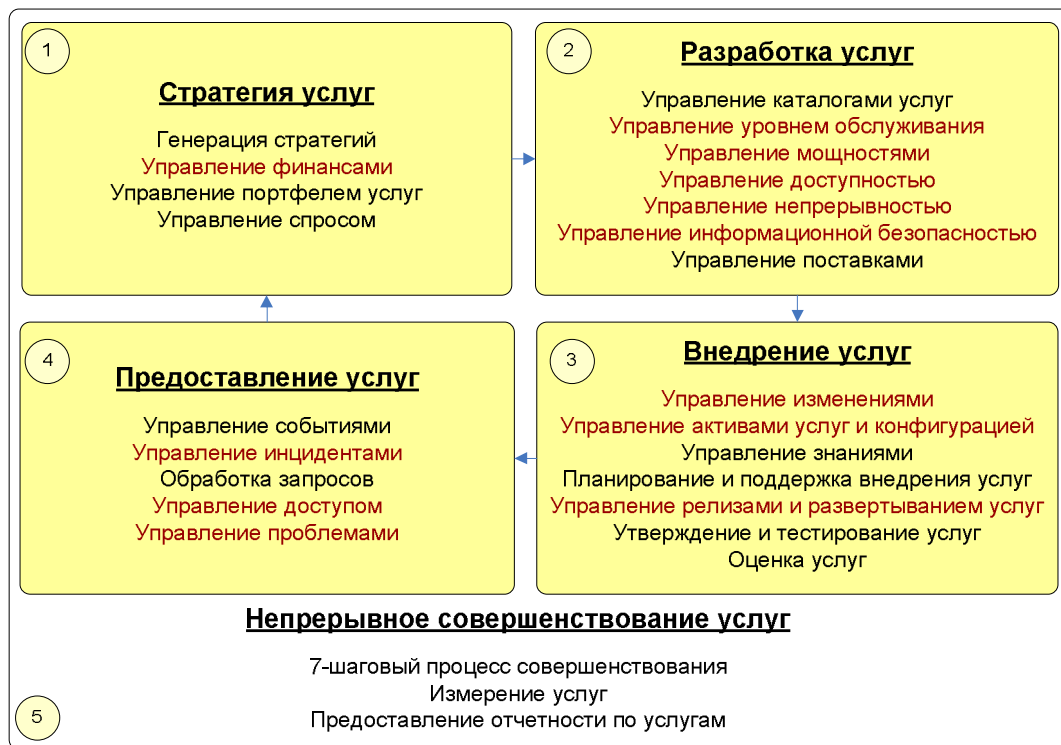 1
Стратегия услуг
Генерация стратегий
Управление финансами
Управление портфелем услуг
Управление спросом
2
Разработка услуг
Управление каталогами услуг
Управление уровнем обслуживания
Управление мощностями
Управление доступностью
Управление непрерывностью
Управление информационной безопасностью
Управление поставками
3
Внедрение услуг
Управление изменениями
Управление активами услуг и конфигурацией
Управление знаниями
Планирование и поддержка внедрения услуг
Управление релизами и развертыванием услуг
Утверждение и тестирование услуг
Оценка услуг
4
Предоставление услуг
Управление событиями
Управление инцидентами
Обработка запросов
Управление доступом
Управление проблемами
Непрерывное совершенствование услуг
7-шаговый процесс совершенствования
Измерение услуг
Предоставление отчетности по услугам
5